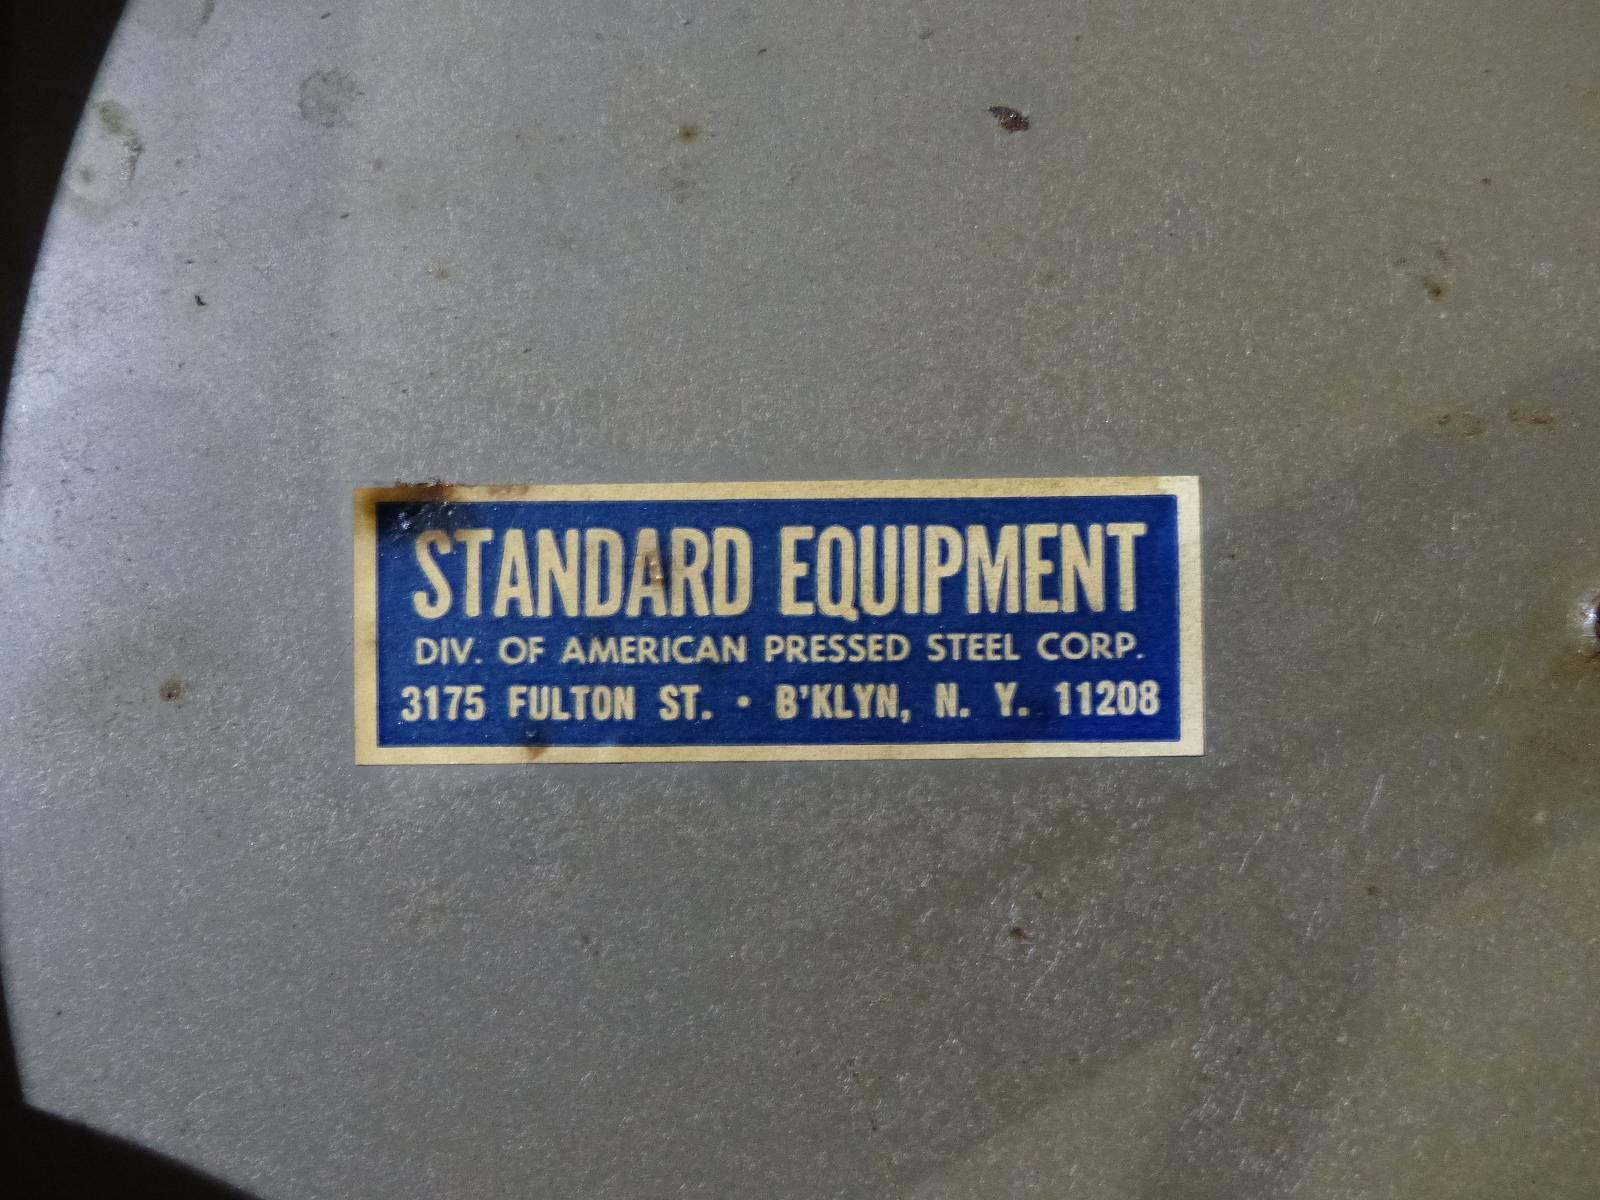 STANDARD EQUIPMENT
DIV. OF AMERICAN PRESSED STEEL CORP.
3175 FULTON ST. • B'KLYN, N. Y. 11208